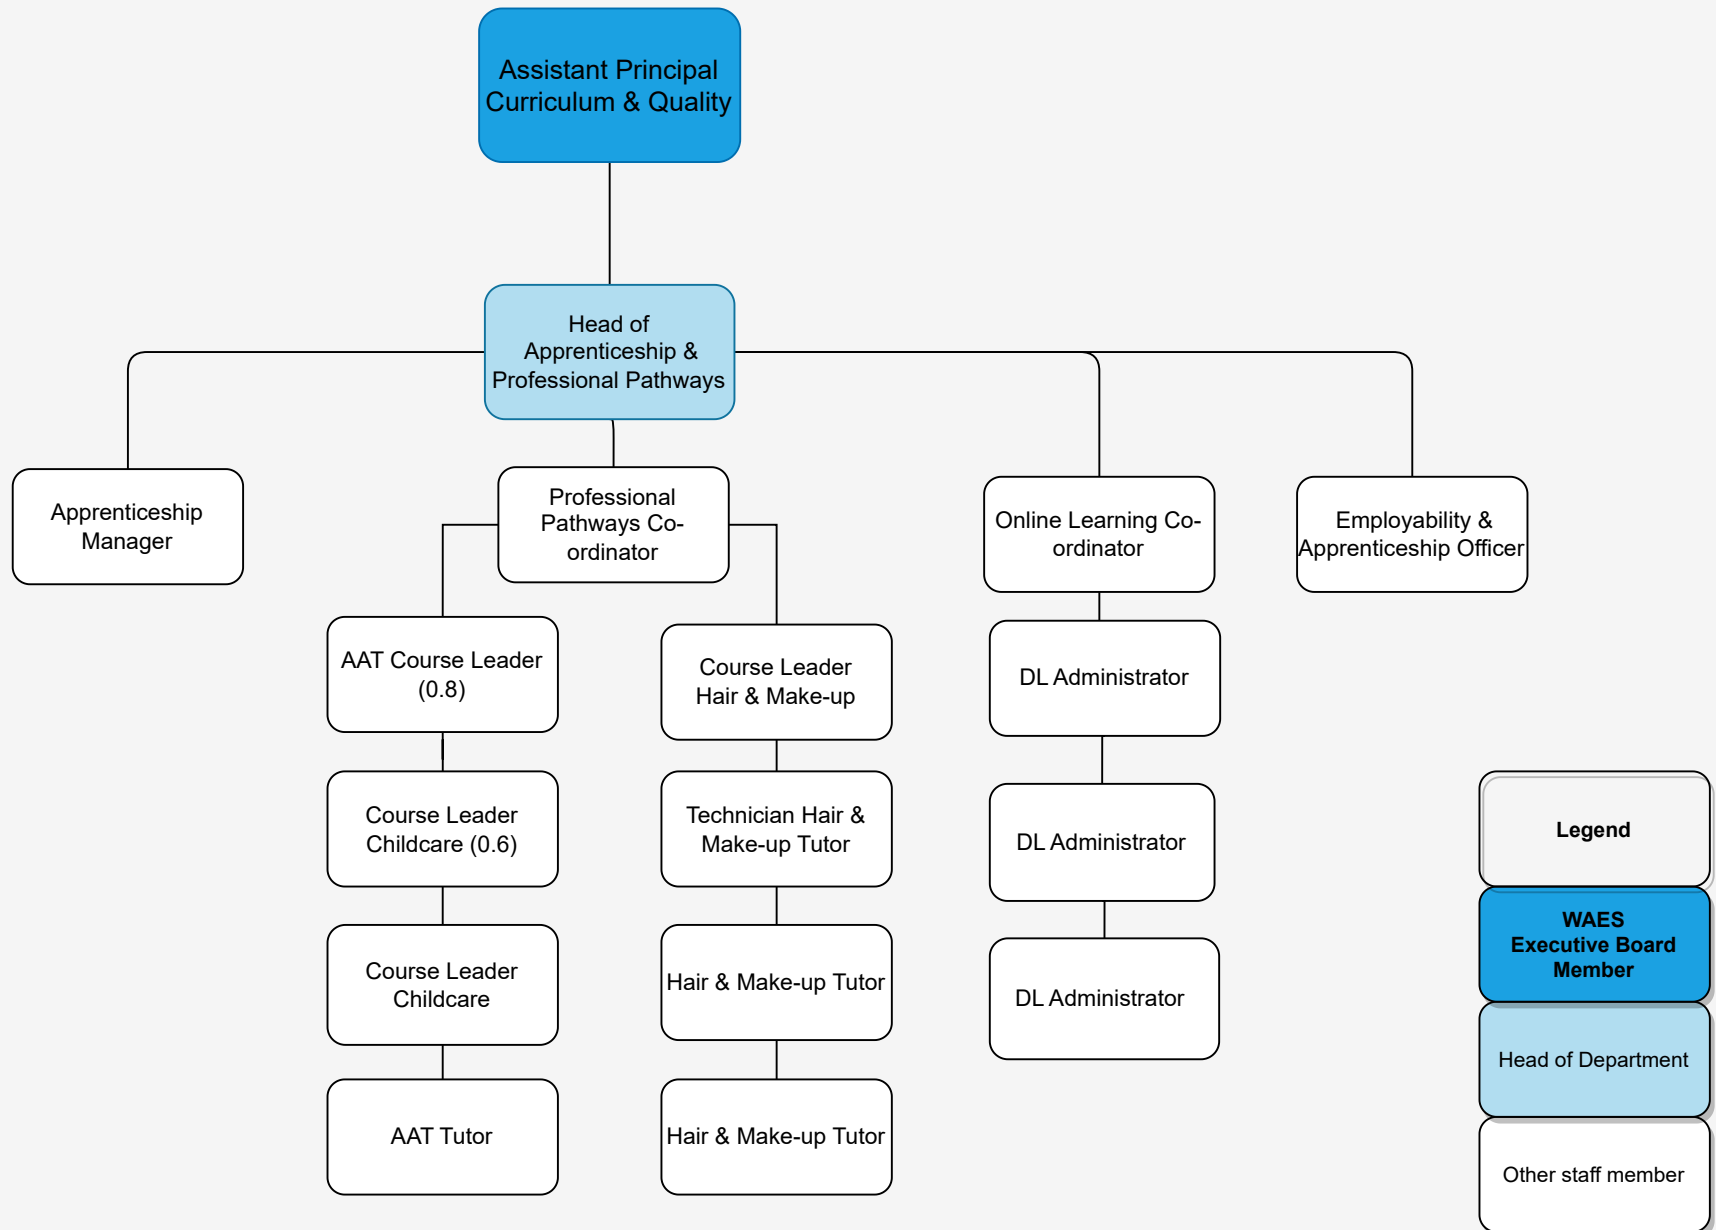 Assistant Principal
Curriculum & Quality
Head of
Apprenticeship &
Professional Pathways
Apprenticeship
Manager
Professional
Pathways Co-
ordinator
Online Learning Co-
ordinator
Employability &
Apprenticeship Officer
AAT Course Leader
(0.8)
Course Leader
Hair & Make-up
DL Administrator
Course Leader
Childcare (0.6)
Technician Hair &
Make-up Tutor
DL Administrator
Course Leader
Childcare
Hair & Make-up Tutor
DL Administrator
AAT Tutor
Hair & Make-up Tutor
Legend
WAES
Executive Board
Member
Head of Department
Other staff member